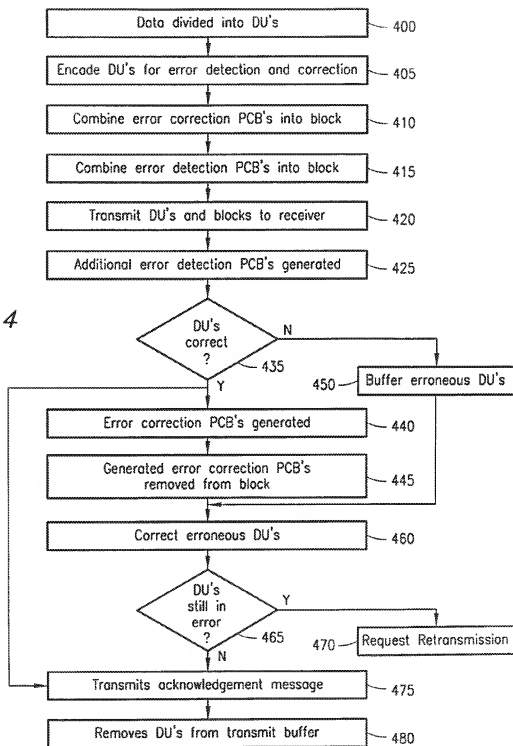 Data divided into DU's
400
Encode DU's for error detection and correction
405
Combine error correction PCB's into block
410
Combine error detection PCB's into block
415
Transmit DU's and blocks to receiver
420
Additional error detection PCB's generated
425
4
DU's
correct
?
435
N
Y
450
Buffer erroneous DU's
Error correction PCB's generated
440
Generated error correction PCB's
removed from block
445
Correct erroneous DU's
460
DU's
still in
error
?
465
Y
N
470
Request Retransmission
Transmits acknowledgement message
475
Removes DU's from transmit buffer
480